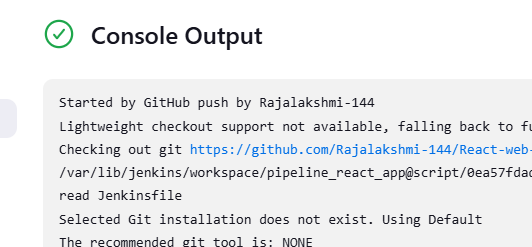 Console Output
Started by GitHub push by Rajalakshmi-144
Lightweight checkout support not available, falling back to
Checking out git https://github.com/Rajalakshmi-144/React-web-
/var/lib/jenkins/workspace/pipeline_react_app@script/0ea57fdac
read Jenkinsfile
Selected Git installation does not exist. Using Default
The recommended git tool is: NONE